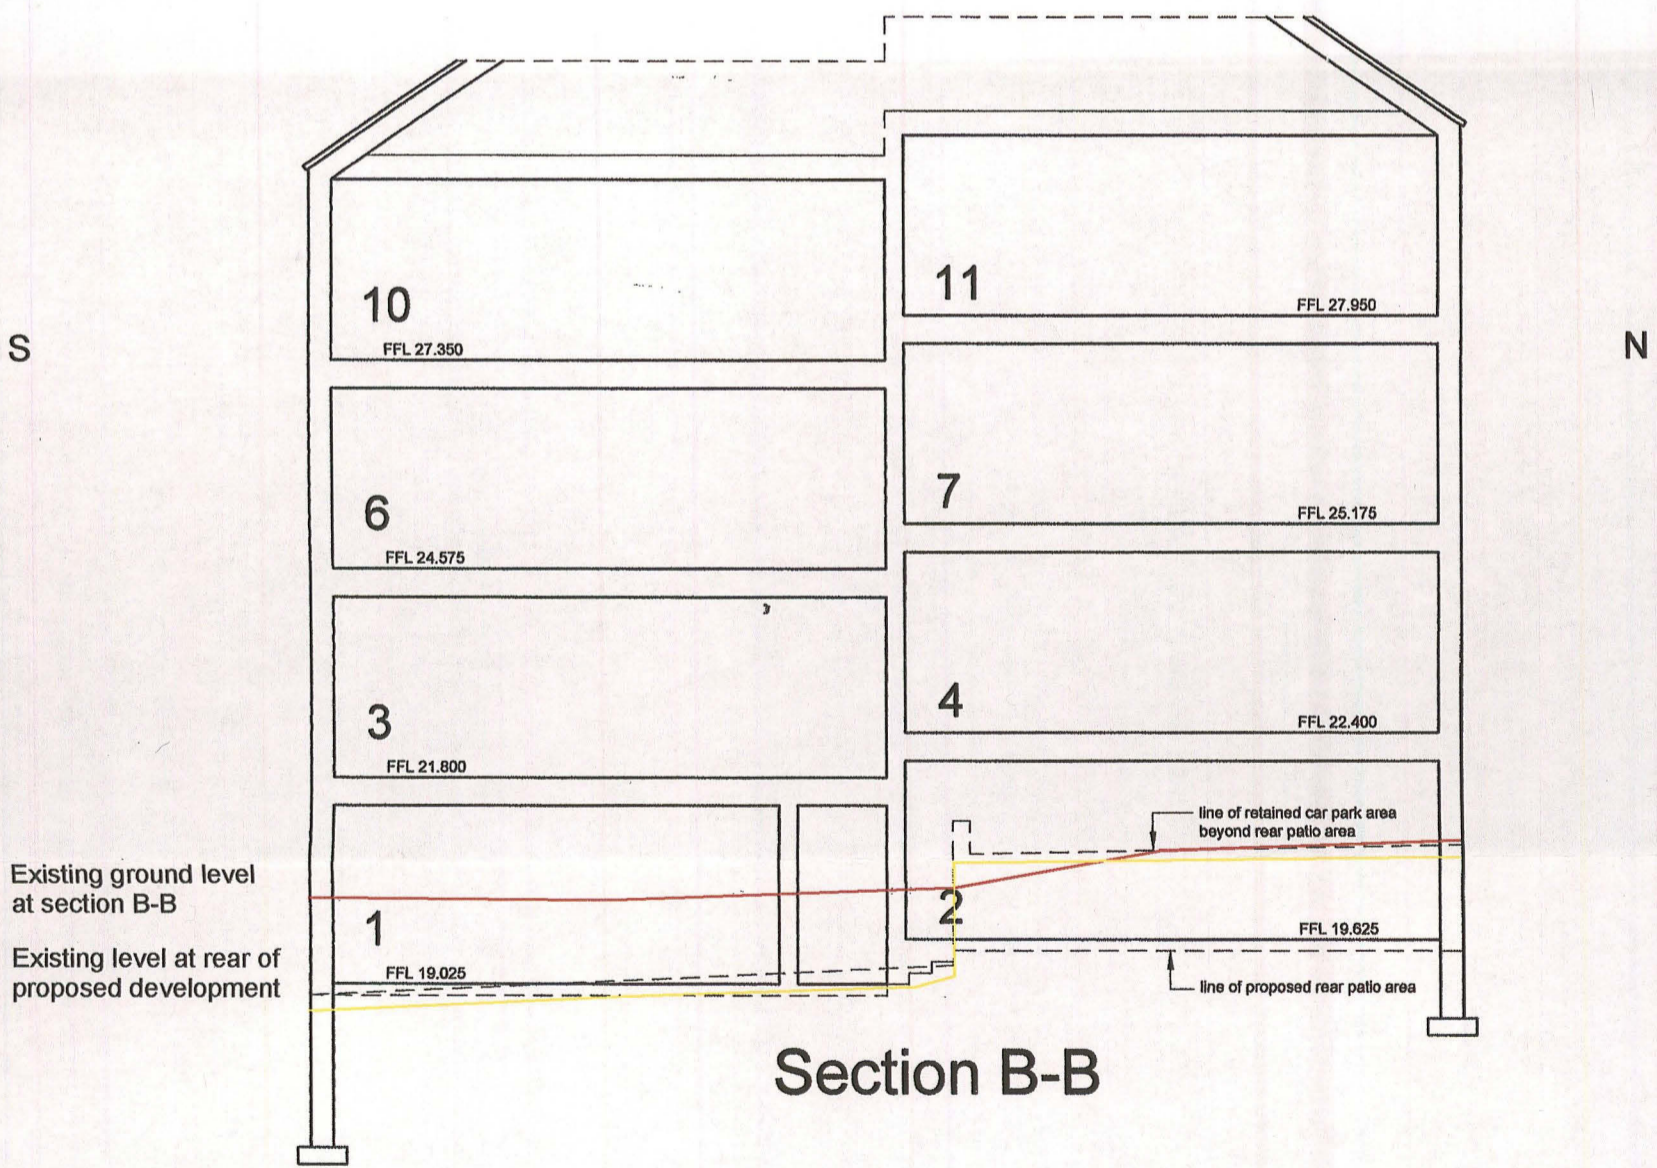 S
N
10
FFL 27.350
11
FFL 27.950
6
FFL 24.575
7
FFL 25.175
3
FFL 21.800
4
FFL 22.400
line of retained car park area
beyond rear patio area
Existing ground level
at section B-B
1
FFL 19.025
2
FFL 19.625
Existing level at rear of
proposed development
line of proposed rear patio area
Section B-B